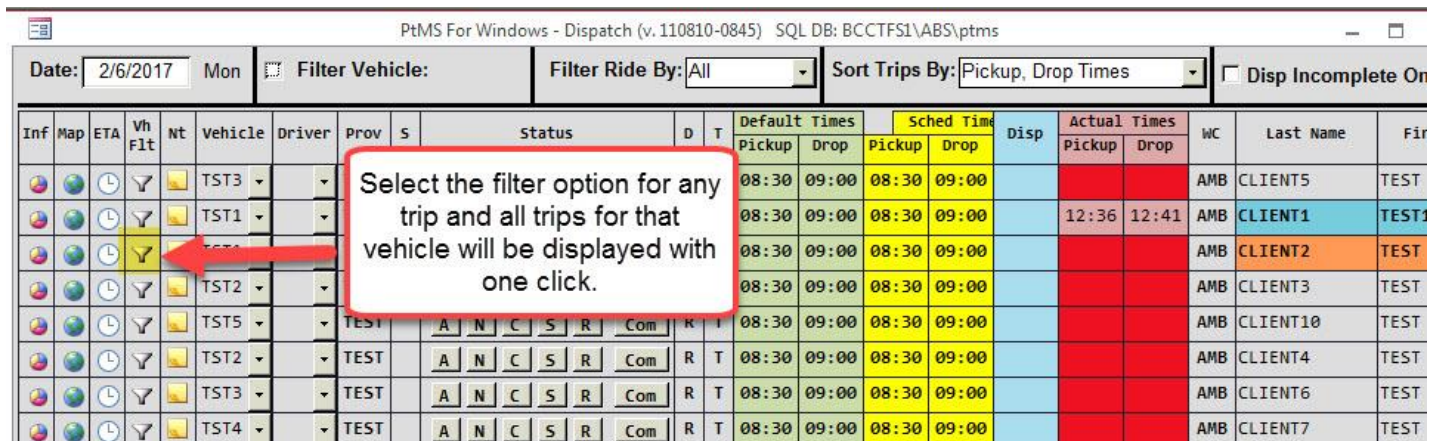 PtMS For Windows - Dispatch (v. 110810-0845) SQL DB: BCCTFS1\ABS\ptms
Date: 2/6/2017 Mon Filter Vehicle: Filter Ride By: All Sort Trips By: Pickup, Drop Times Disp Incomplete On
Inf Map ETA Vh Flt Nt Vehicle Driver Prov S Status D T Default Times Pickup Drop Sched Time Pickup Drop Disp Actual Times Pickup Drop WC Last Name Fir
TST3 08:30 09:00 08:30 09:00 AMB CLIENT5 TEST
TST1 08:30 09:00 08:30 09:00 12:36 12:41 AMB CLIENT1 TEST1
08:30 09:00 08:30 09:00 AMB CLIENT2 TEST
TST2 08:30 09:00 08:30 09:00 AMB CLIENT3 TEST
TST5 TEST A N C S R Com R T 08:30 09:00 08:30 09:00 AMB CLIENT10 TEST
TST2 TEST A N C S R Com R T 08:30 09:00 08:30 09:00 AMB CLIENT4 TEST
TST3 TEST A N C S R Com R T 08:30 09:00 08:30 09:00 AMB CLIENT6 TEST
TST4 TEST A N C S R Com R T 08:30 09:00 08:30 09:00 AMB CLIENT7 TEST
Select the filter option for any
trip and all trips for that
vehicle will be displayed with
one click.